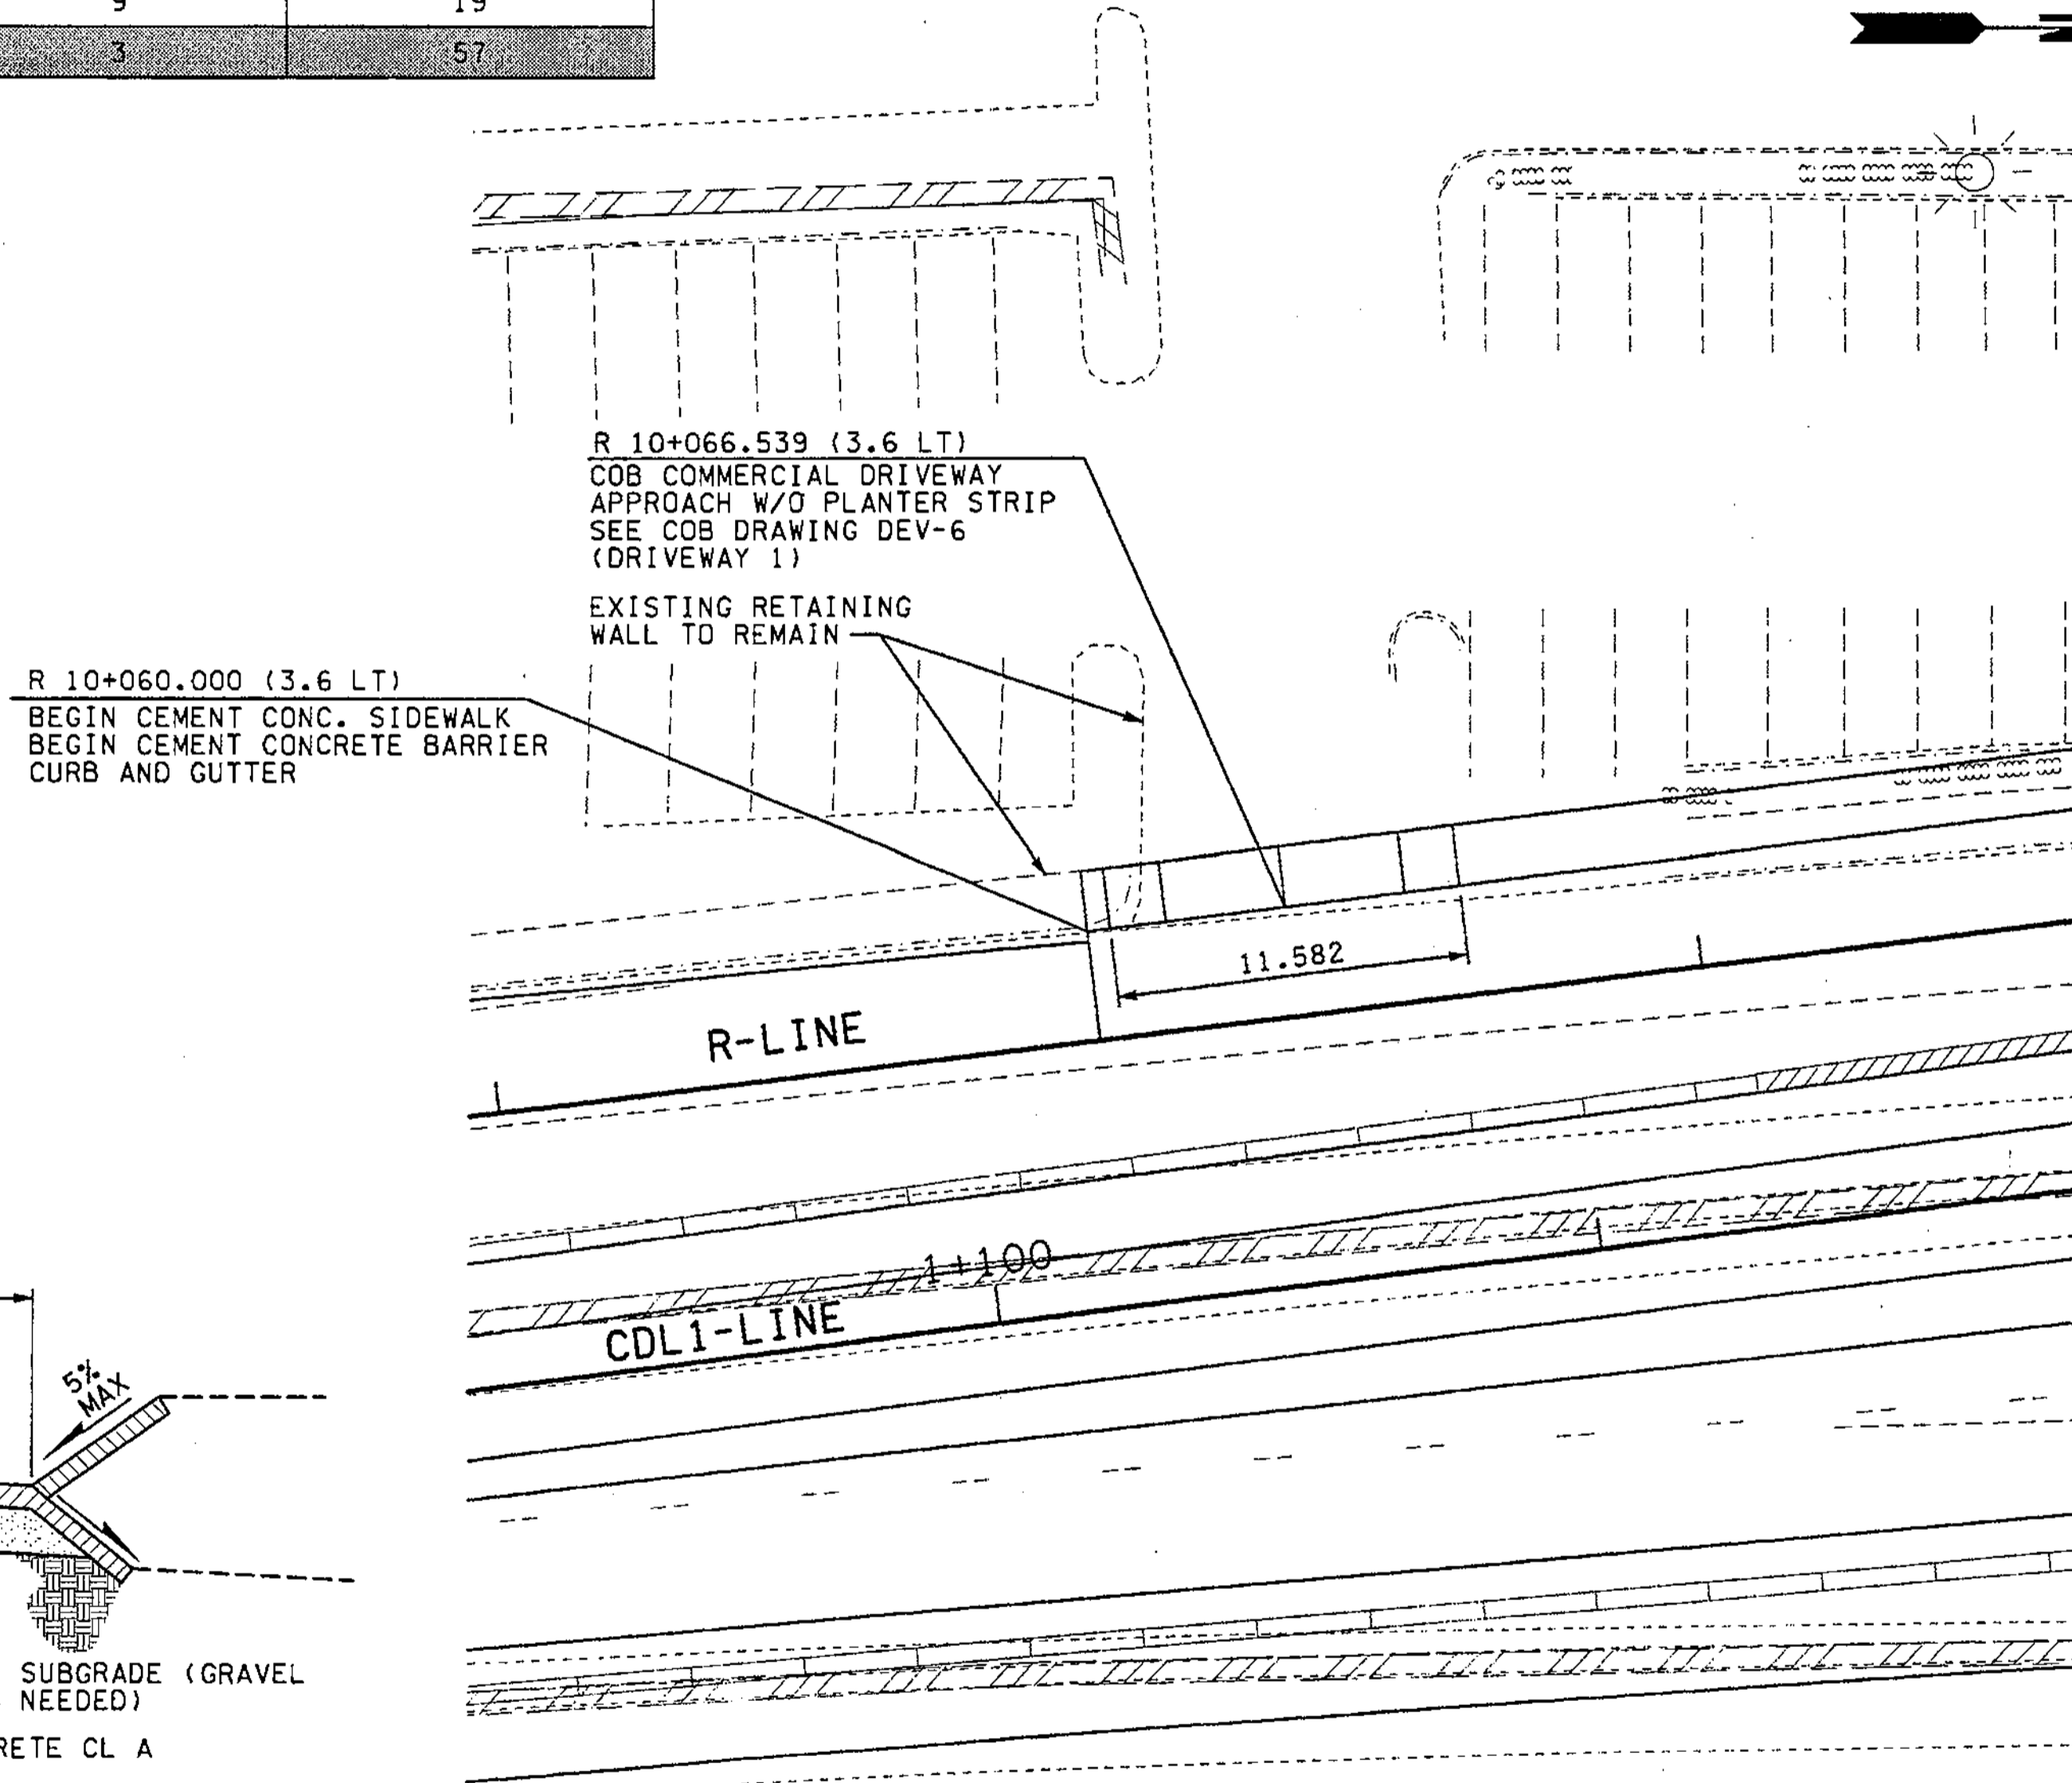 9 19
3 57
R 10+066.539 (3.6 LT)
COB COMMERCIAL DRIVEWAY
APPROACH W/O PLANTER STRIP
SEE COB DRAWING DEV-6
(DRIVEWAY 1)
EXISTING RETAINING
WALL TO REMAIN
R 10+060.000 (3.6 LT)
BEGIN CEMENT CONC. SIDEWALK
BEGIN CEMENT CONCRETE BARRIER
CURB AND GUTTER
11.582
R-LINE
1+100
CDL1-LINE
5%
MAX
SUBGRADE (GRAVEL
NEEDED)
RETE CL A